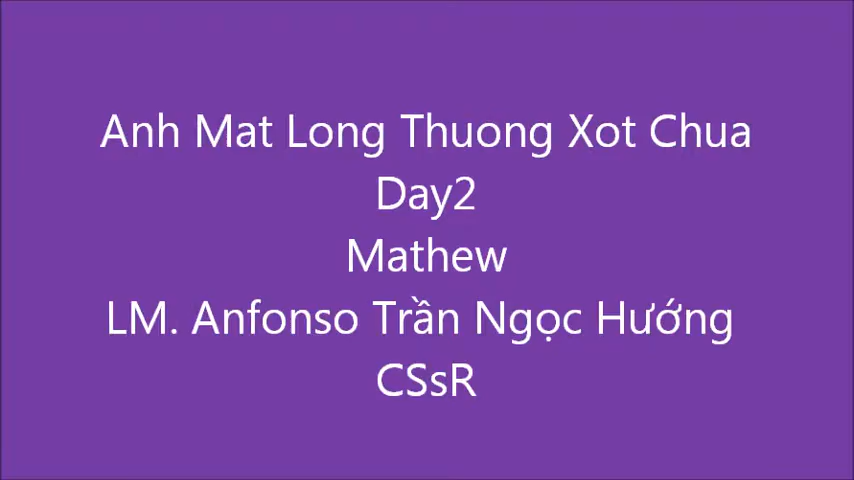 Anh Mat Long Thuong Xot Chua
Day2
Mathew
LM. Anfonso Trần Ngọc Hướng
CSsR